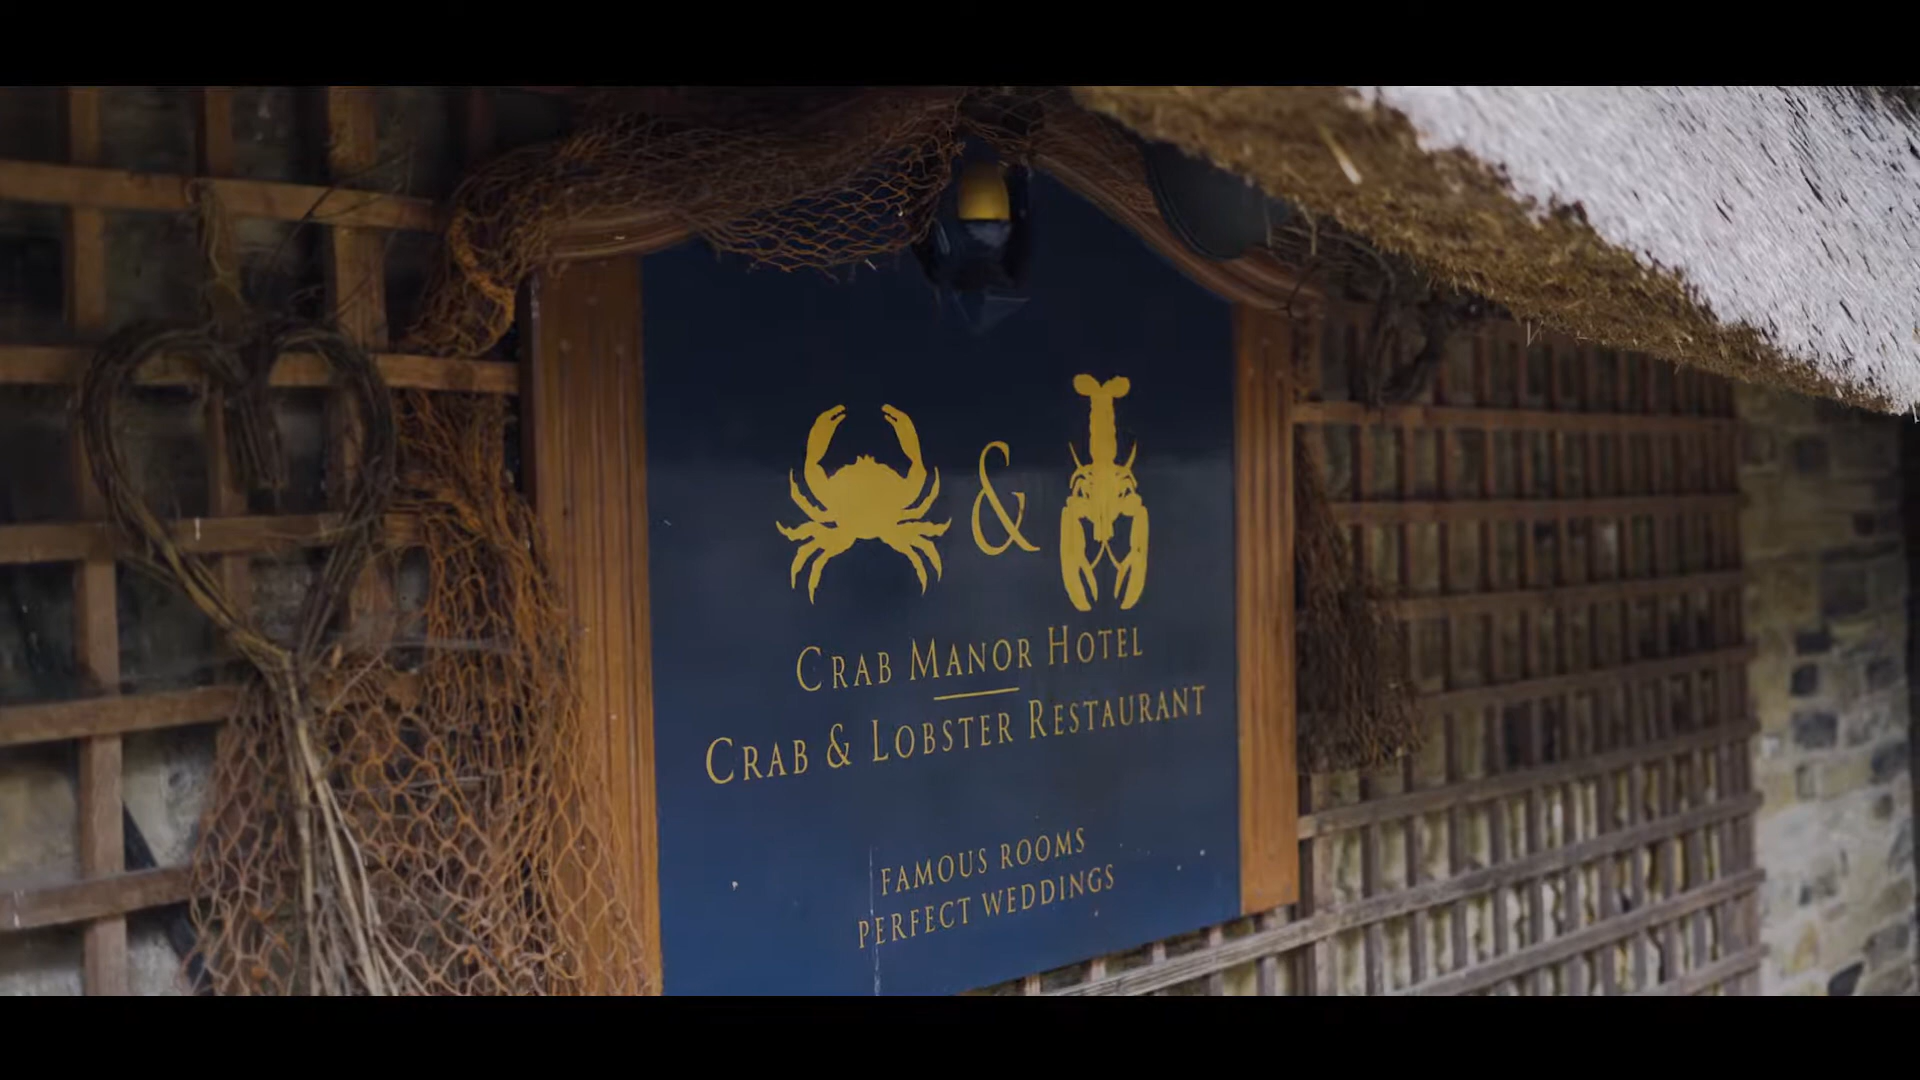 &
CRAB MANOR HOTEL
CRAB & LOBSTER RESTAURANT
FAMOUS ROOMS
PERFECT WEDDINGS